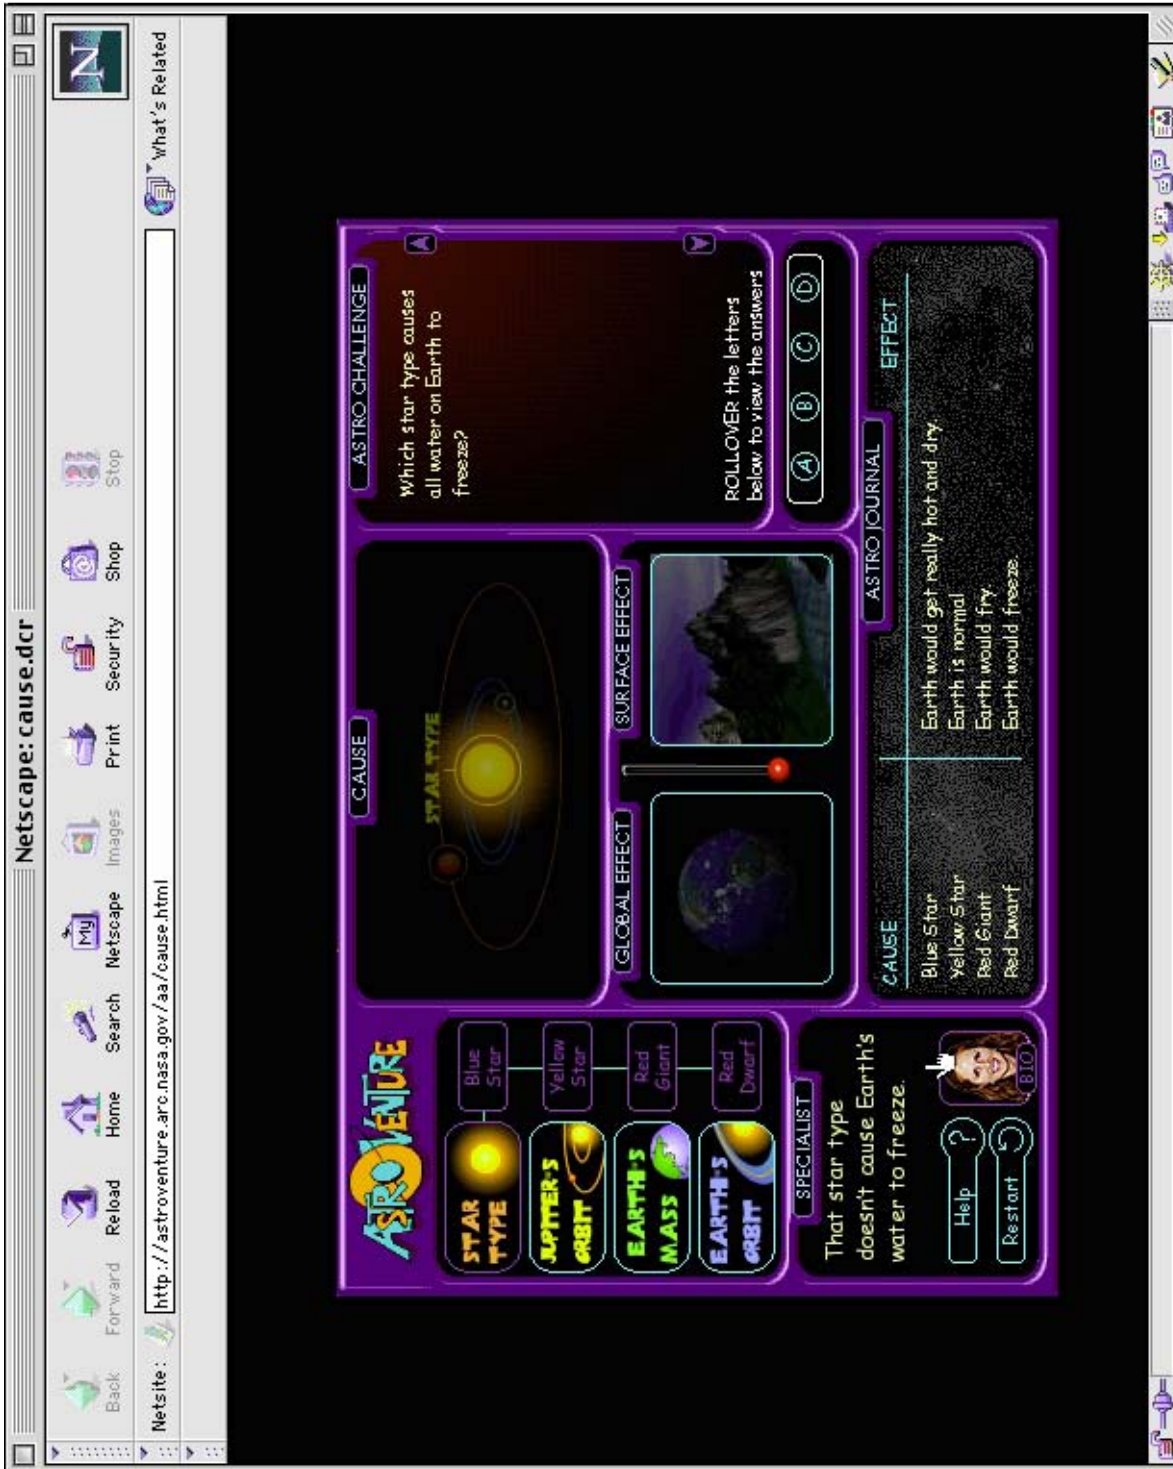 Netscape: cause.dcr
Back Forward Reload Home Search Netscape Images Print Security Shop Stop
My
N
Netsite: http://astroventure.arc.nasa.gov/aa/cause.html What's Related
ASTROVENTURE
STAR
TYPE
JUPITER'S
ORBIT
EARTH'S
MASS
EARTH'S
ORBIT
Blue
Star
Yellow
Star
Red
Giant
Red
Dwarf
CAUSE
STAR TYPE
GLOBAL EFFECT
SURFACE EFFECT
ASTRO CHALLENGE
Which star type causes
all water on Earth to
freeze?
ROLLOVER the letters
below to view the answers
A B C D
SPECIALIST
That star type
doesn't cause Earth's
water to freeze.
Help ?
Restart
BIO
ASTRO JOURNAL
CAUSE EFFECT
Blue Star Earth would get really hot and dry.
Yellow Star Earth is normal
Red Giant Earth would fry.
Red Dwarf Earth would freeze.